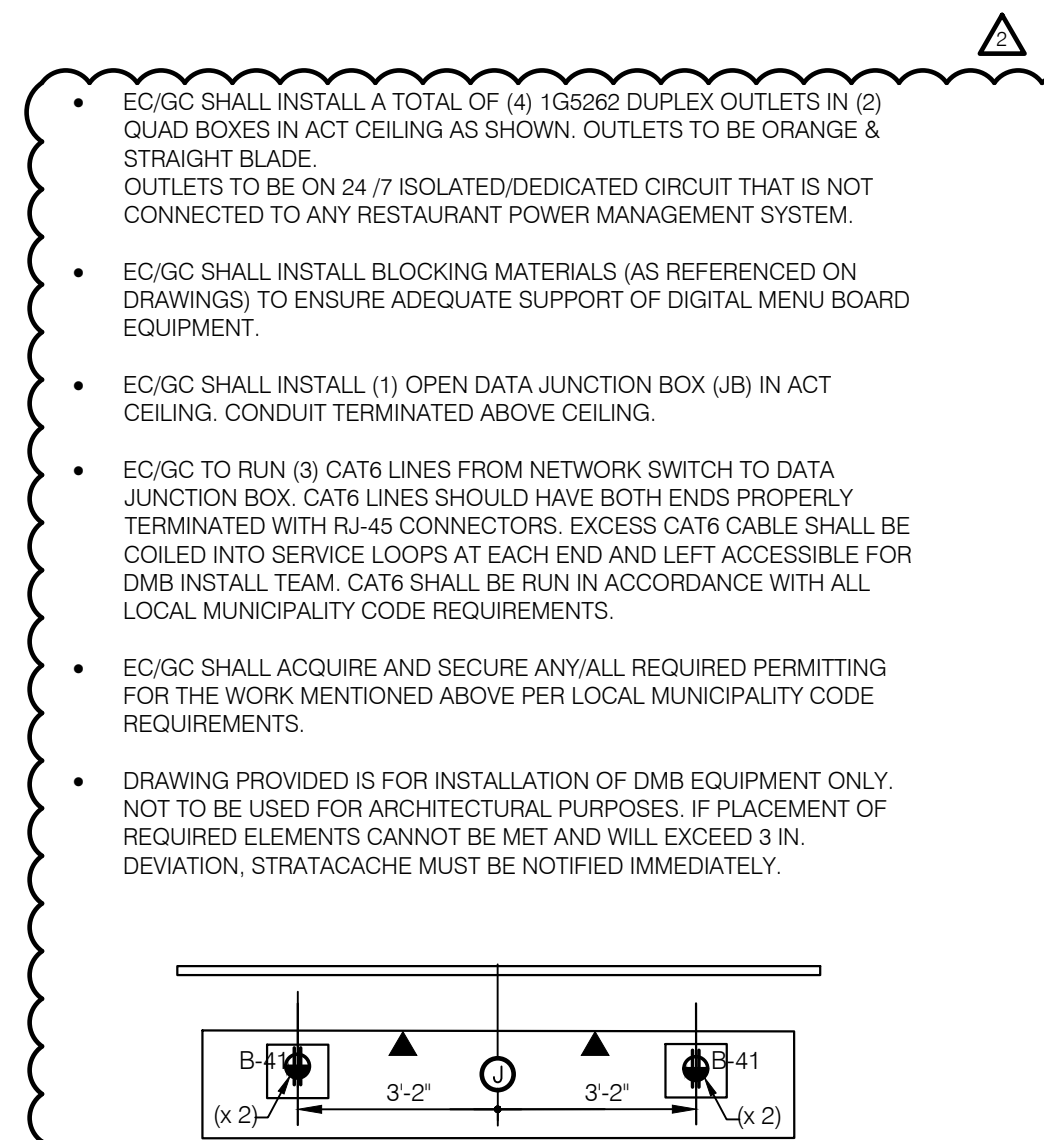 2
• EC/GC SHALL INSTALL A TOTAL OF (4) 1G5262 DUPLEX OUTLETS IN (2)
QUAD BOXES IN ACT CEILING AS SHOWN. OUTLETS TO BE ORANGE &
STRAIGHT BLADE.
OUTLETS TO BE ON 24 /7 ISOLATED/DEDICATED CIRCUIT THAT IS NOT
CONNECTED TO ANY RESTAURANT POWER MANAGEMENT SYSTEM.
• EC/GC SHALL INSTALL BLOCKING MATERIALS (AS REFERENCED ON
DRAWINGS) TO ENSURE ADEQUATE SUPPORT OF DIGITAL MENU BOARD
EQUIPMENT.
• EC/GC SHALL INSTALL (1) OPEN DATA JUNCTION BOX (JB) IN ACT
CEILING. CONDUIT TERMINATED ABOVE CEILING.
• EC/GC TO RUN (3) CAT6 LINES FROM NETWORK SWITCH TO DATA
JUNCTION BOX. CAT6 LINES SHOULD HAVE BOTH ENDS PROPERLY
TERMINATED WITH RJ-45 CONNECTORS. EXCESS CAT6 CABLE SHALL BE
COILED INTO SERVICE LOOPS AT EACH END AND LEFT ACCESSIBLE FOR
DMB INSTALL TEAM. CAT6 SHALL BE RUN IN ACCORDANCE WITH ALL
LOCAL MUNICIPALITY CODE REQUIREMENTS.
• EC/GC SHALL ACQUIRE AND SECURE ANY/ALL REQUIRED PERMITTING
FOR THE WORK MENTIONED ABOVE PER LOCAL MUNICIPALITY CODE
REQUIREMENTS.
• DRAWING PROVIDED IS FOR INSTALLATION OF DMB EQUIPMENT ONLY.
NOT TO BE USED FOR ARCHITECTURAL PURPOSES. IF PLACEMENT OF
REQUIRED ELEMENTS CANNOT BE MET AND WILL EXCEED 3 IN.
DEVIATION, STRATACACHE MUST BE NOTIFIED IMMEDIATELY.
B-41 J B-41
3'-2" 3'-2"
(x 2) (x 2)